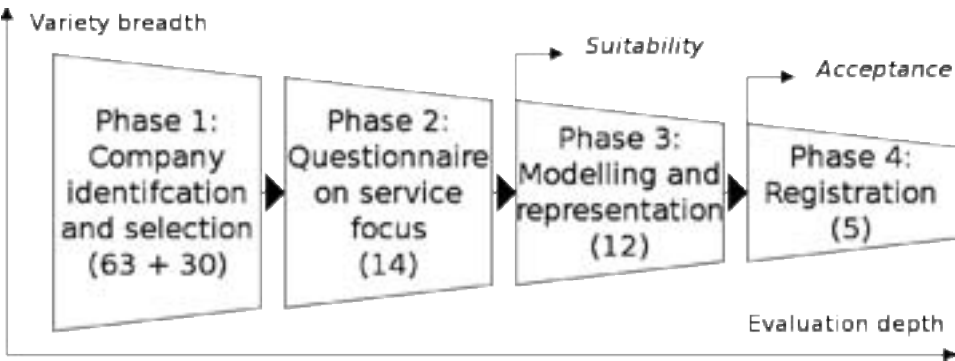 Variety breadth
Suitability
Acceptance
Phase 1:
Company
identifcation
and selection
(63 + 30)
Phase 2:
Questionnaire
on service
focus
(14)
Phase 3:
Modelling and
representation
(12)
Phase 4:
Registration
(5)
Evaluation depth